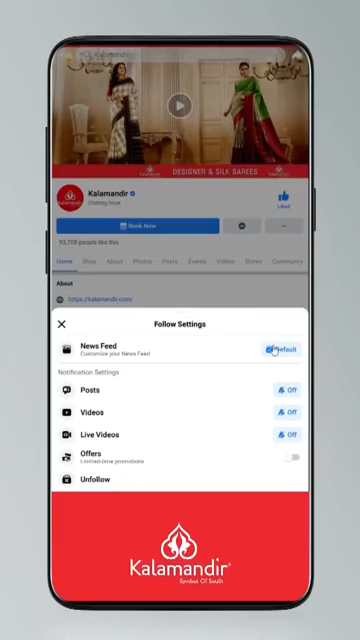 Kalamandir
DESIGNER & SILK SAREES
Kalamandir
Clothing Store
Liked
Book Now
93,708 people like this
Home Shop About Photos Posts Events Videos Stores Community
About
https://kalamandir.com/
Follow Settings
News Feed
Customize your News Feed
Default
Notification Settings
Posts
Off
Videos
Off
Live Videos
Off
Offers
Limited-time promotions
Unfollow
Kalamandir
Symbol Of South